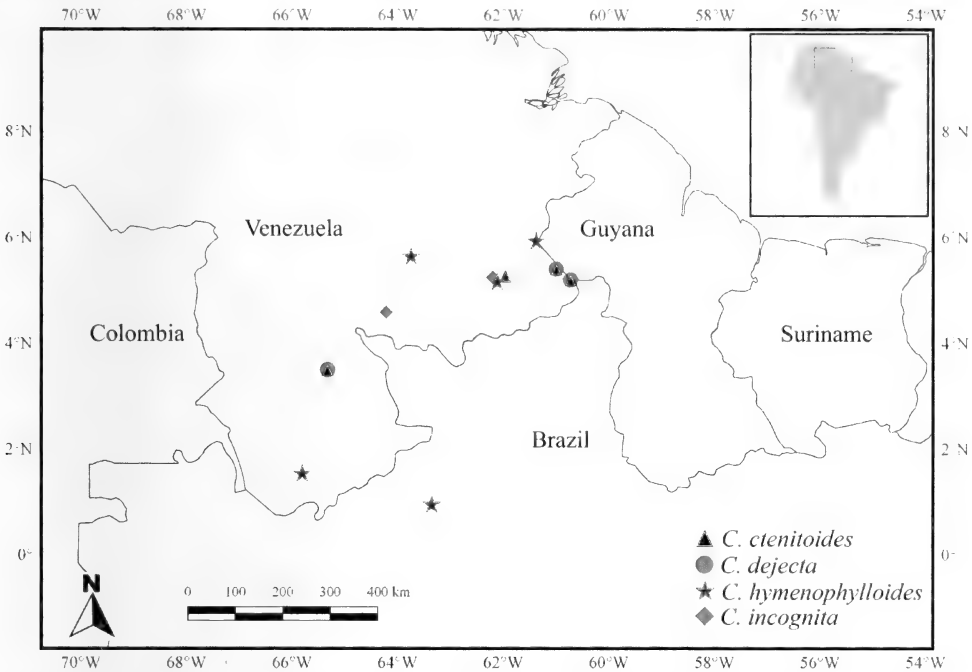 70°W 68°W 66°W 64°W 62°W 60°W 58°W 56°W 54°W
8°N 8°N
Venezuela Guyana
6°N 6°N
Colombia Suriname
4°N 4°N
Brazil
2°N 2°N
C. ctenitoides
0° 0°
C. dejecta
N
0 100 200 300 400 km
C. hymenophylloides
C. incognita
70°W 68°W 66°W 64°W 62°W 60°W 58°W 56°W 54°W